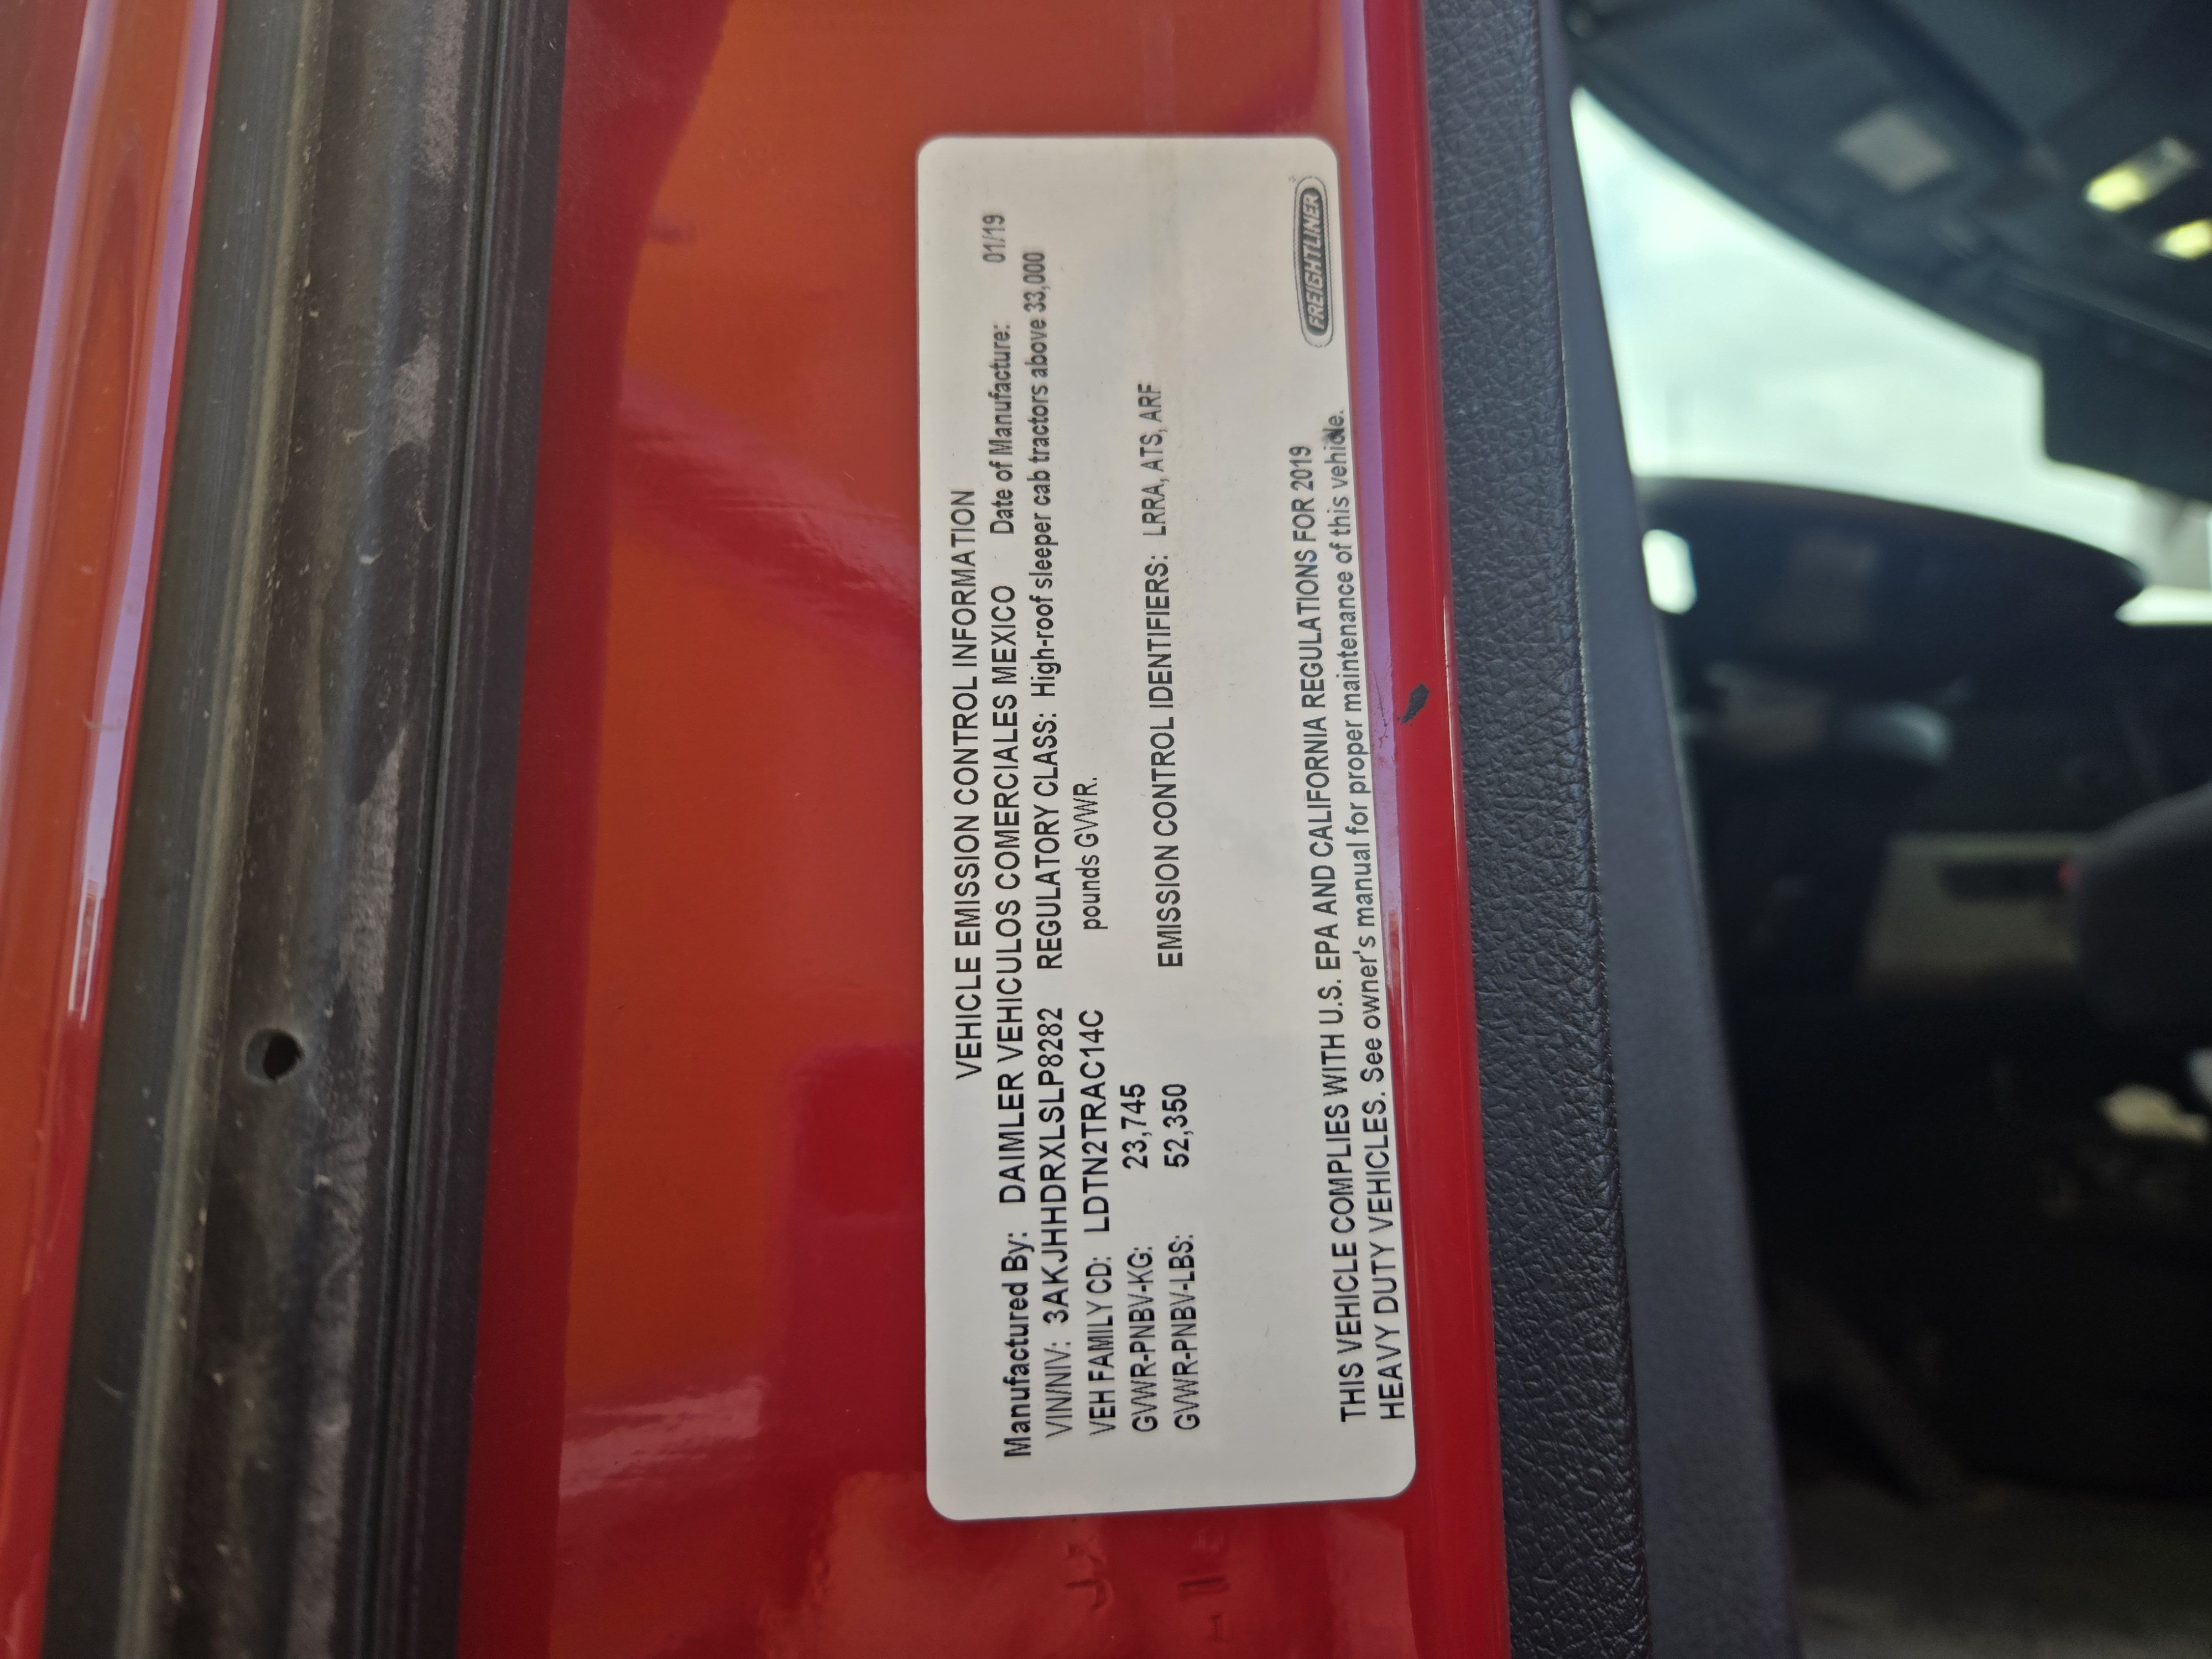 VEHICLE EMISSION CONTROL INFORMATION
Manufactured By: DAIMLER VEHICULOS COMERCIALES MEXICO Date of Manufacture: 01/19
VIN/NIV: 3AKJHHDRXLSLP8282 REGULATORY CLASS: High-roof sleeper cab tractors above 33,000
VEH FAMILY CD: LDTN2TRAC14C pounds GVWR.
GVWR-PNBV-KG: 23,745
GVWR-PNBV-LBS: 52,350 EMISSION CONTROL IDENTIFIERS: LRRA, ATS, ARF
THIS VEHICLE COMPLIES WITH U.S. EPA AND CALIFORNIA REGULATIONS FOR 2019
HEAVY DUTY VEHICLES. See owner's manual for proper maintenance of this vehicle.
FREIGHTLINER